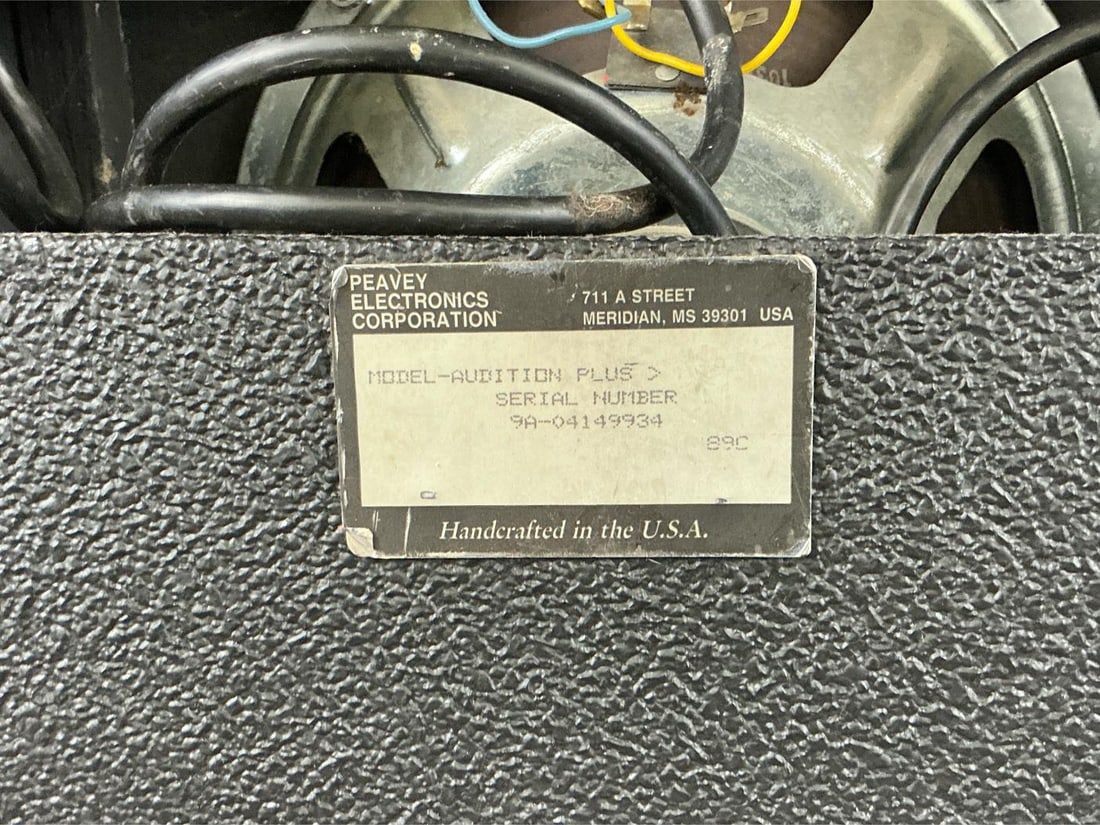 PEAVEY
ELECTRONICS
CORPORATION
711 A STREET
MERIDIAN, MS 39301 USA
MODEL-AUDITION PLUS >
SERIAL NUMBER
9A-04149934
89C
Handcrafted in the U.S.A.